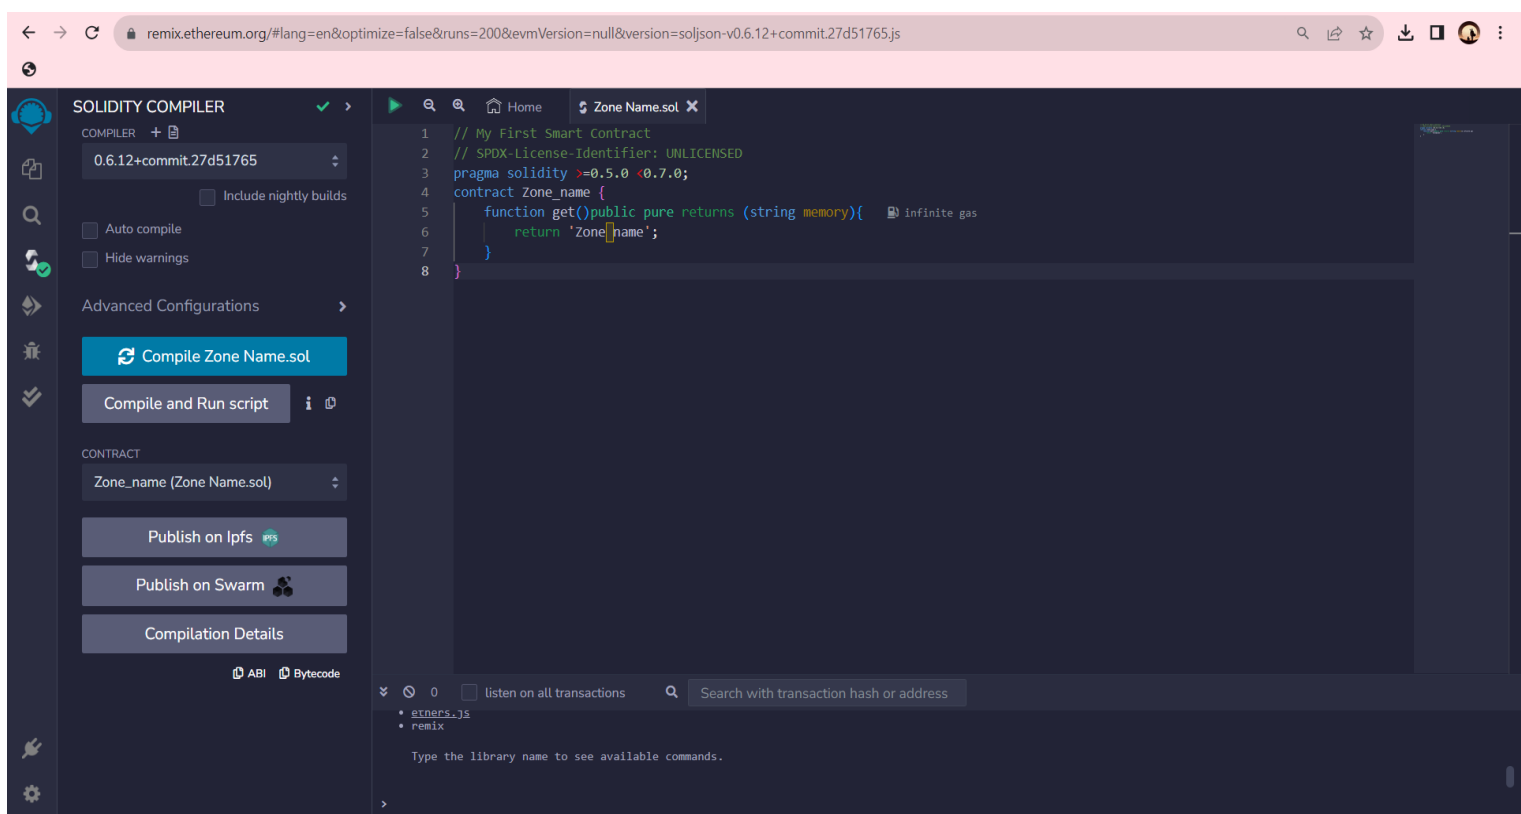 remix.ethereum.org/#lang=en&optimize=false&runs=200&evmVersion=null&version=soljson-v0.6.12+commit.27d51765.js
SOLIDITY COMPILER
COMPILER
0.6.12+commit.27d51765
Include nightly builds
Auto compile
Hide warnings
Advanced Configurations
Compile Zone Name.sol
Compile and Run script
CONTRACT
Zone_name (Zone Name.sol)
Publish on Ipfs IPFS
Publish on Swarm
Compilation Details
ABI Bytecode
Home Zone Name.sol
1 // My First Smart Contract
2 // SPDX-License-Identifier: UNLICENSED
3 pragma solidity >=0.5.0 <0.7.0;
4 contract Zone_name {
5 function get()public pure returns (string memory){ infinite gas
6 return 'Zone name';
7 }
8 }
0 listen on all transactions Search with transaction hash or address
• ethers.js
• remix
Type the library name to see available commands.
>